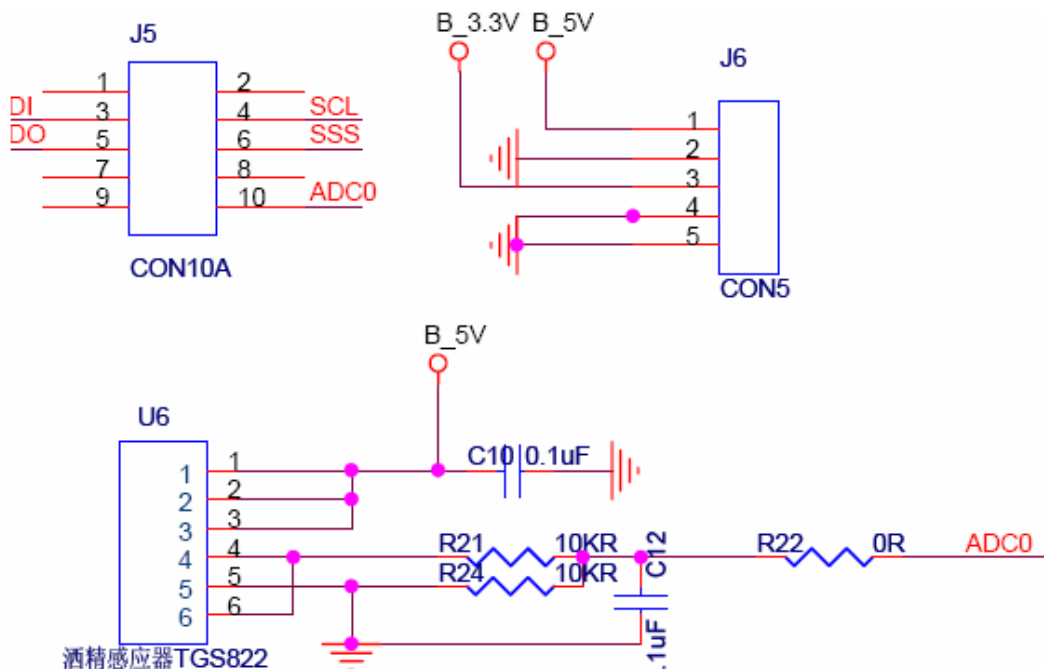 B_3.3V B_5V
J5
J6
1 2
DI 3 4 SCL
DO 5 6 SSS
7 8
9 10 ADC0
CON10A
1
2
3
4
5
CON5
B_5V
U6
1 1
2 2
3 3
4 4
5 5
6 6
C10 0.1uF
R21 10KR
R24 10KR
C12
.1uF
R22 0R ADC0
酒精感应器TGS822